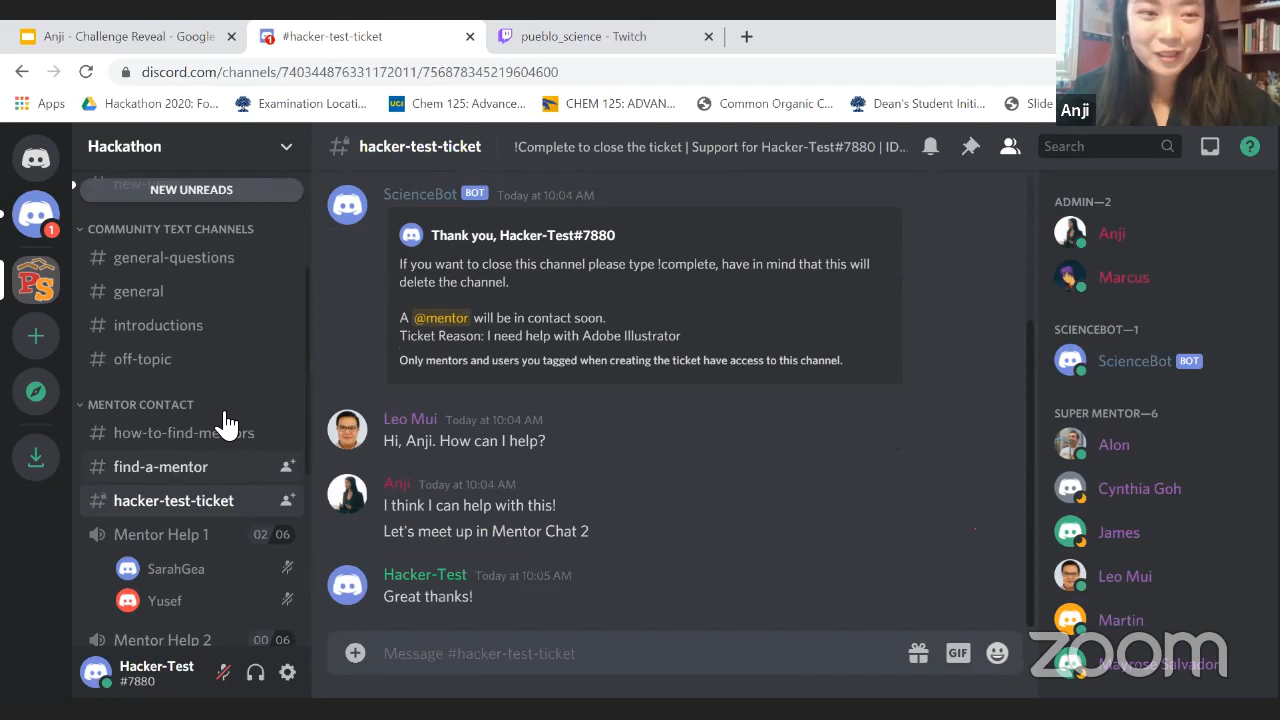 Anji - Challenge Reveal - Google
#hacker-test-ticket
pueblo_science - Twitch
discord.com/channels/740344876331172011/756878345219604600
Apps
Hackathon 2020: Fo...
Examination Locati...
UCI
Chem 125: Advance...
CHEM 125: ADVAN...
Common Organic C...
Dean's Student Initi...
Slide
Anji
Hackathon
NEW UNREADS
COMMUNITY TEXT CHANNELS
# general-questions
# general
# introductions
# off-topic
MENTOR CONTACT
# how-to-find-mentors
# find-a-mentor
# hacker-test-ticket
Mentor Help 1 02 06
SarahGea
Yusef
Mentor Help 2 00 06
Hacker-Test
#7880
1
PS
hacker-test-ticket
!Complete to close the ticket | Support for Hacker-Test#7880 | ID...
Search
ScienceBot BOT Today at 10:04 AM
Thank you, Hacker-Test#7880
If you want to close this channel please type !complete, have in mind that this will
delete the channel.
A @mentor will be in contact soon.
Ticket Reason: I need help with Adobe Illustrator
Only mentors and users you tagged when creating the ticket have access to this channel.
Leo Mui Today at 10:04 AM
Hi, Anji. How can I help?
Anji Today at 10:04 AM
I think I can help with this!
Let's meet up in Mentor Chat 2
Hacker-Test Today at 10:05 AM
Great thanks!
Message #hacker-test-ticket
GIF
ADMIN—2
Anji
Marcus
SCIENCEBOT—1
ScienceBot BOT
SUPER MENTOR—6
Alon
Cynthia Goh
James
Leo Mui
Martin
Mayrose Salvador
zoom